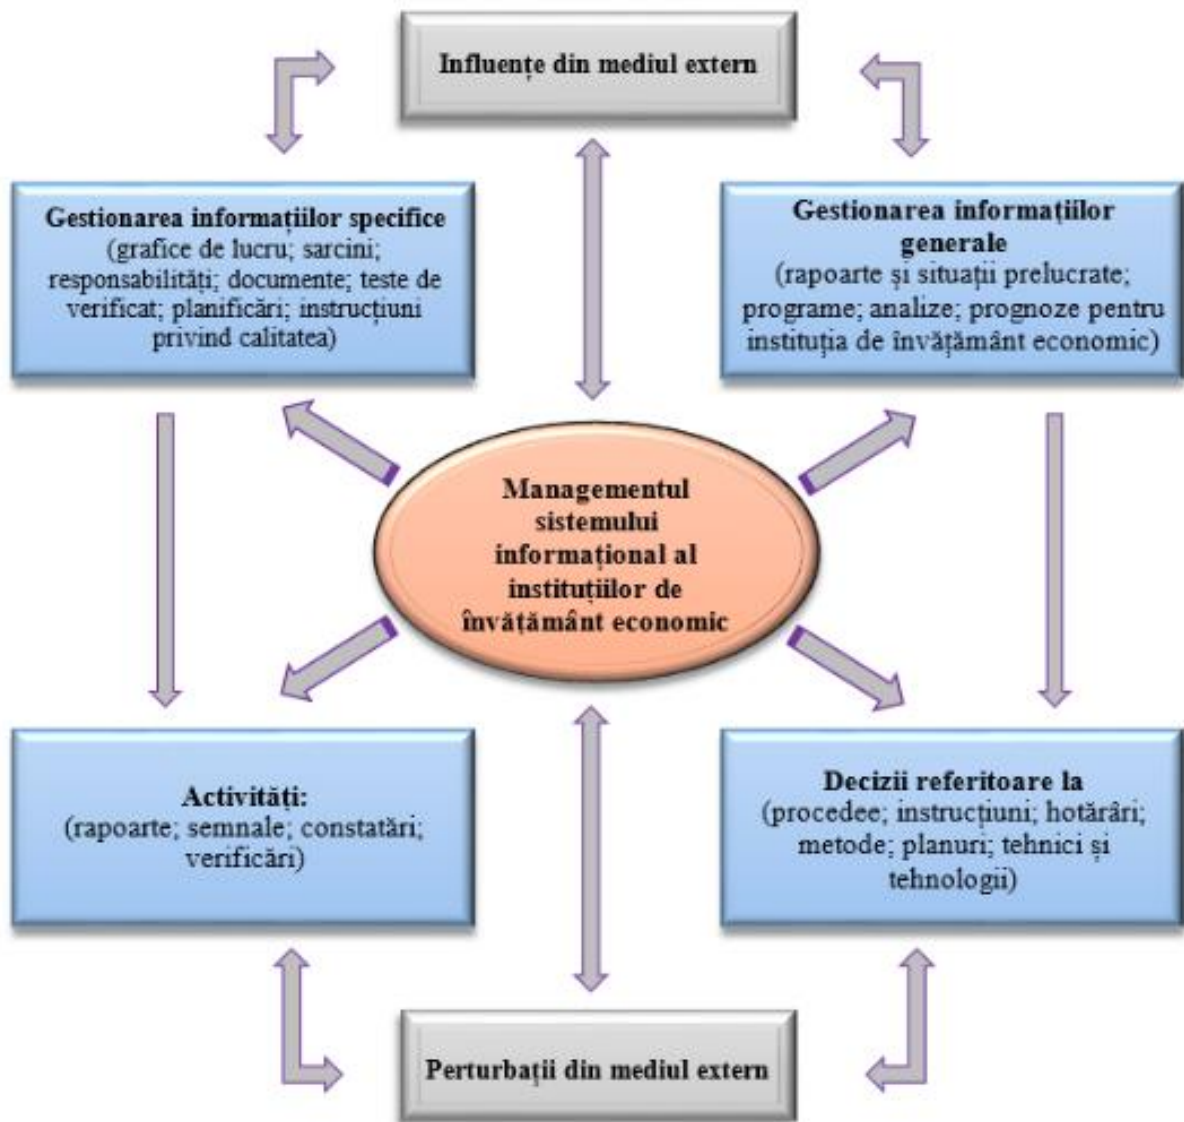 Influențe din mediul extern
Gestionarea informațiilor specifice
(grafice de lucru; sarcini;
responsabilități; documente; teste de
verificat; planificări; instrucțiuni
privind calitatea)
Gestionarea informațiilor
generale
(rapoarte și situații prelucrate;
programe; analize; prognoze pentru
instituția de învățământ economic)
Managementul
sistemului
informațional al
instituțiilor de
învățământ economic
Activități:
(rapoarte; semnale; constatări;
verificări)
Decizii referitoare la
(procedee; instrucțiuni; hotărâri;
metode; planuri; tehnici și
tehnologii)
Perturbații din mediul extern